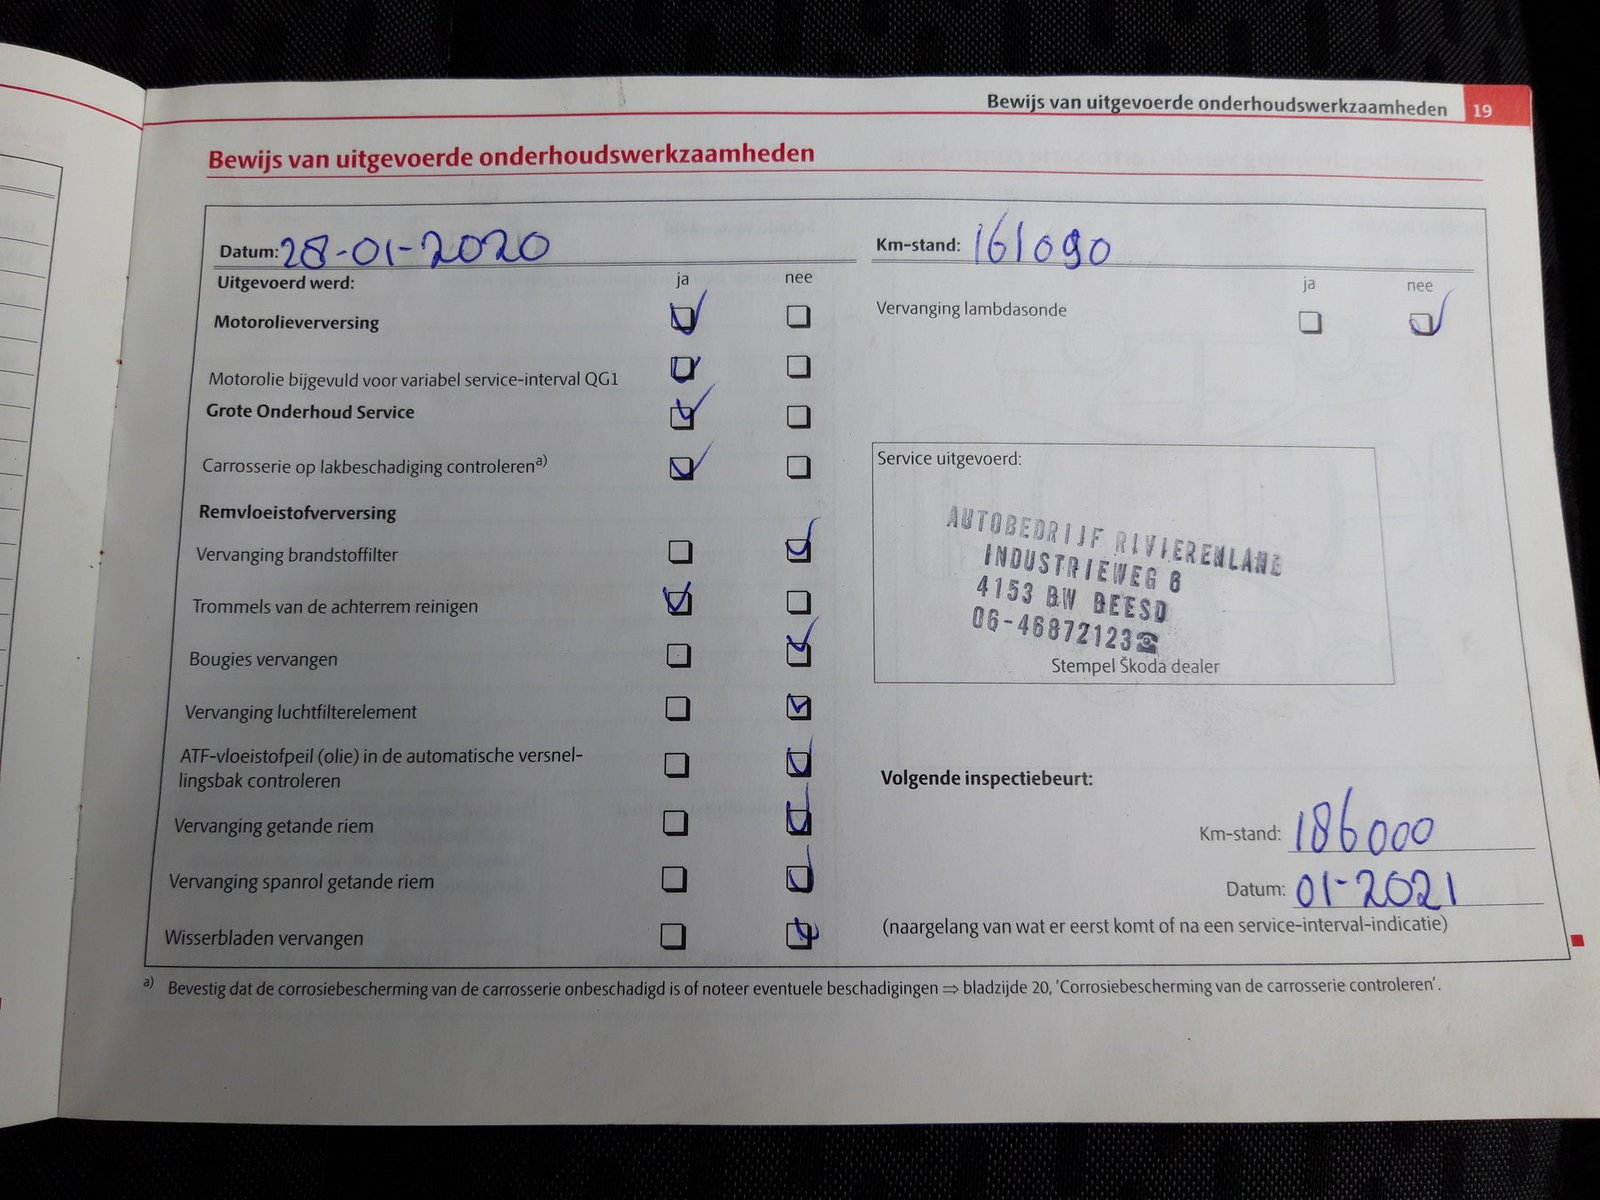 Bewijs van uitgevoerde onderhoudswerkzaamheden 19
Bewijs van uitgevoerde onderhoudswerkzaamheden
Datum: 28-01-2020
Uitgevoerd werd: ja nee
Motorolieverversing
Motorolie bijgevuld voor variabel service-interval QG1
Grote Onderhoud Service
Carrosserie op lakbeschadiging controleren a)
Remvloeistofverversing
Vervanging brandstoffilter
Trommels van de achterrem reinigen
Bougies vervangen
Vervanging luchtfilterelement
ATF-vloeistofpeil (olie) in de automatische versnel-
lingsbak controleren
Vervanging getande riem
Vervanging spanrol getande riem
Wisserbladen vervangen
Km-stand: 161090
ja nee
Vervanging lambdasonde
Service uitgevoerd:
AUTOBEDRIJF RIVIERENLAND
INDUSTRIEWEG 6
4153 BW BEESD
06-46872123☎
Stempel Škoda dealer
Volgende inspectiebeurt:
Km-stand: 186000
Datum: 01-2021
(naargelang van wat er eerst komt of na een service-interval-indicatie)
a) Bevestig dat de corrosiebescherming van de carrosserie onbeschadigd is of noteer eventuele beschadigingen ⇒ bladzijde 20, 'Corrosiebescherming van de carrosserie controleren'.